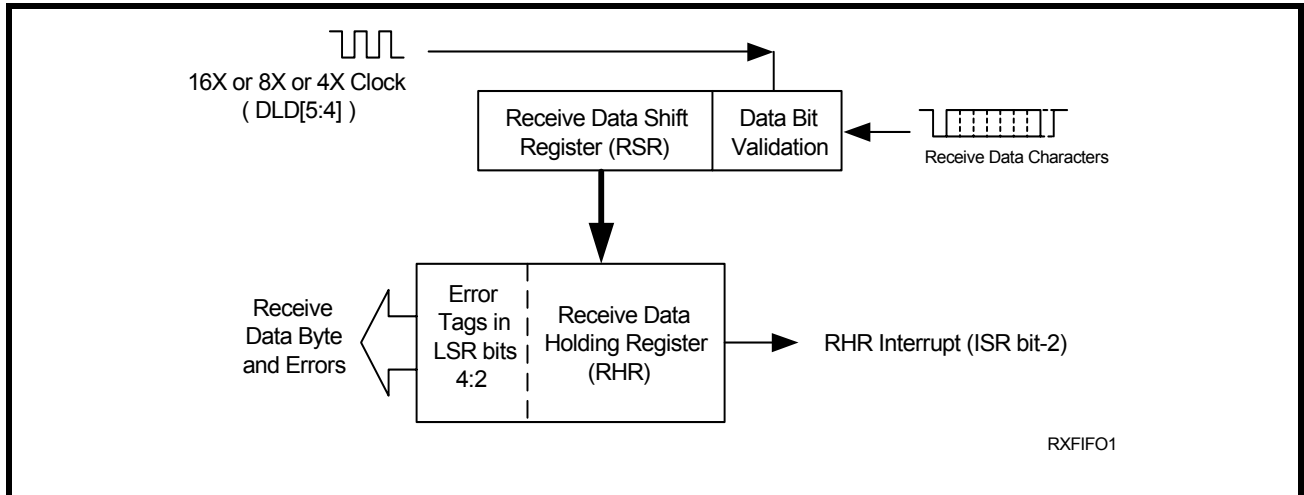 16X or 8X or 4X Clock
( DLD[5:4] )
Receive Data Shift
Register (RSR)
Data Bit
Validation
Receive Data Characters
Receive
Data Byte
and Errors
Error
Tags in
LSR bits
4:2
Receive Data
Holding Register
(RHR)
RHR Interrupt (ISR bit-2)
RXFIFO1